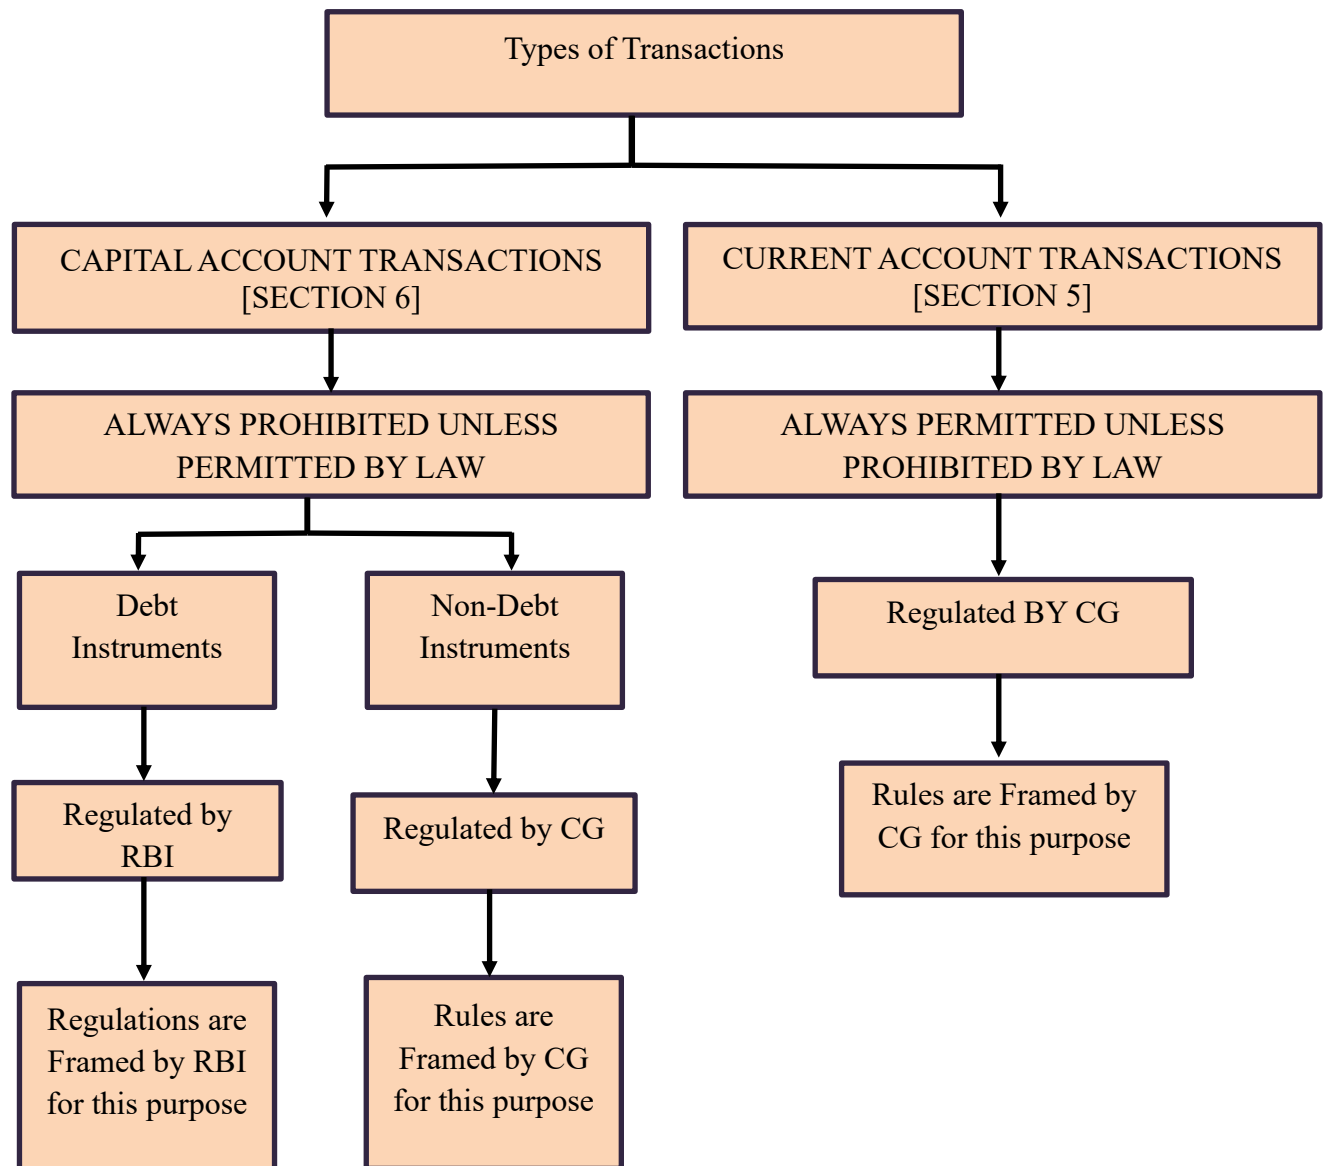 Types of Transactions
CAPITAL ACCOUNT TRANSACTIONS
[SECTION 6]
CURRENT ACCOUNT TRANSACTIONS
[SECTION 5]
ALWAYS PROHIBITED UNLESS
PERMITTED BY LAW
ALWAYS PERMITTED UNLESS
PROHIBITED BY LAW
Debt
Instruments
Non-Debt
Instruments
Regulated BY CG
Regulated by
RBI
Regulated by CG
Rules are Framed by
CG for this purpose
Regulations are
Framed by RBI
for this purpose
Rules are
Framed by CG
for this purpose